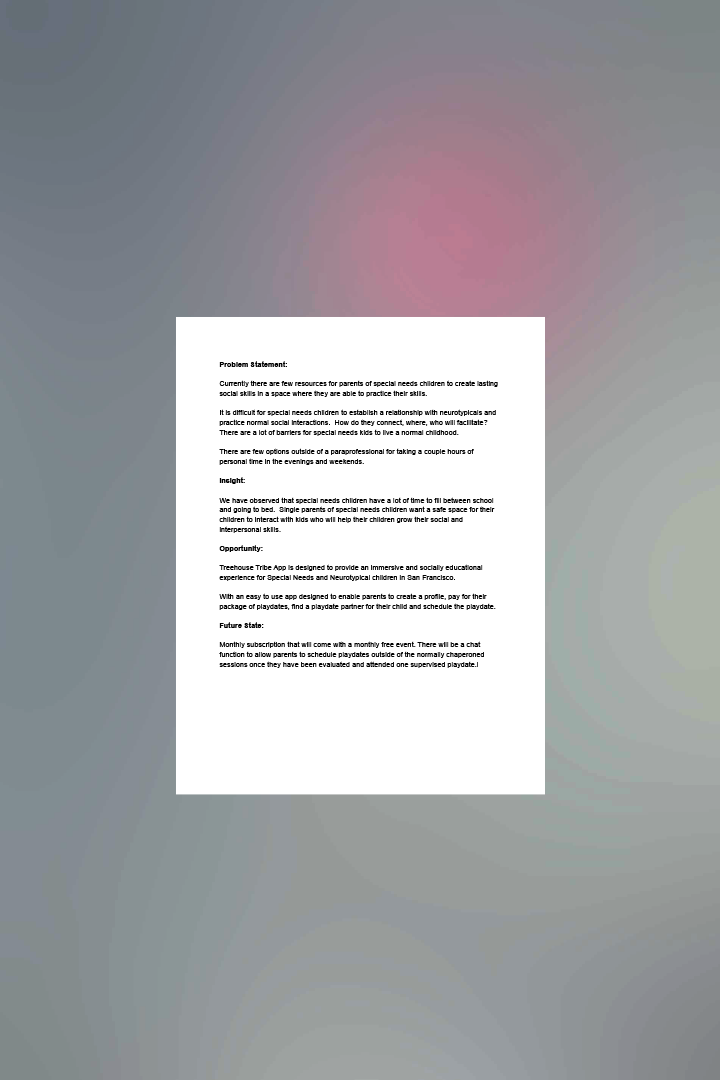 Problem Statement:
Currently there are few resources for parents of special needs children to create lasting
social skills in a space where they are able to practice their skills.
It is difficult for special needs children to establish a relationship with neurotypicals and
practice normal social interactions.  How do they connect, where, who will facilitate?
There are a lot of barriers for special needs kids to live a normal childhood.
There are few options outside of a paraprofessional for taking a couple hours of
personal time in the evenings and weekends.
Insight:
We have observed that special needs children have a lot of time to fill between school
and going to bed.  Single parents of special needs children want a safe space for their
children to interact with kids who will help their children grow their social and
interpersonal skills.
Opportunity:
Treehouse Tribe App is designed to provide an immersive and socially educational
experience for Special Needs and Neurotypical children in San Francisco.
With an easy to use app designed to enable parents to create a profile, pay for their
package of playdates, find a playdate partner for their child and schedule the playdate.
Future State:
Monthly subscription that will come with a monthly free event. There will be a chat
function to allow parents to schedule playdates outside of the normally chaperoned
sessions once they have been evaluated and attended one supervised playdate.